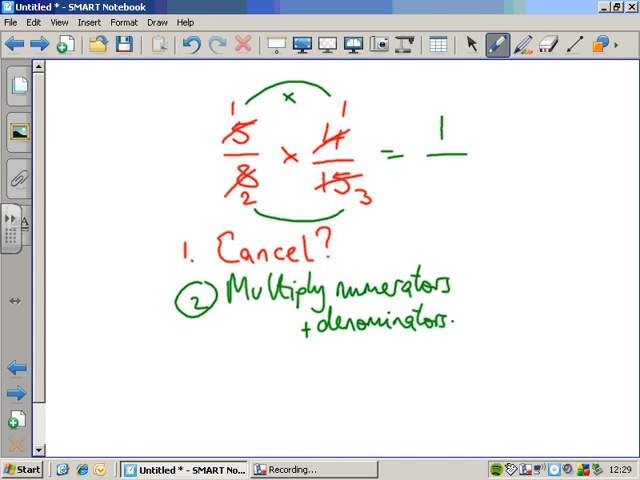 Untitled * - SMART Notebook
File Edit View Insert Format Draw Help
×
1 1
5 × 4 = 1
8 15
2 3
1. Cancel?
2 Multiply numerators
+ denominators.
Start Untitled * - SMART No... Recording... 12:29